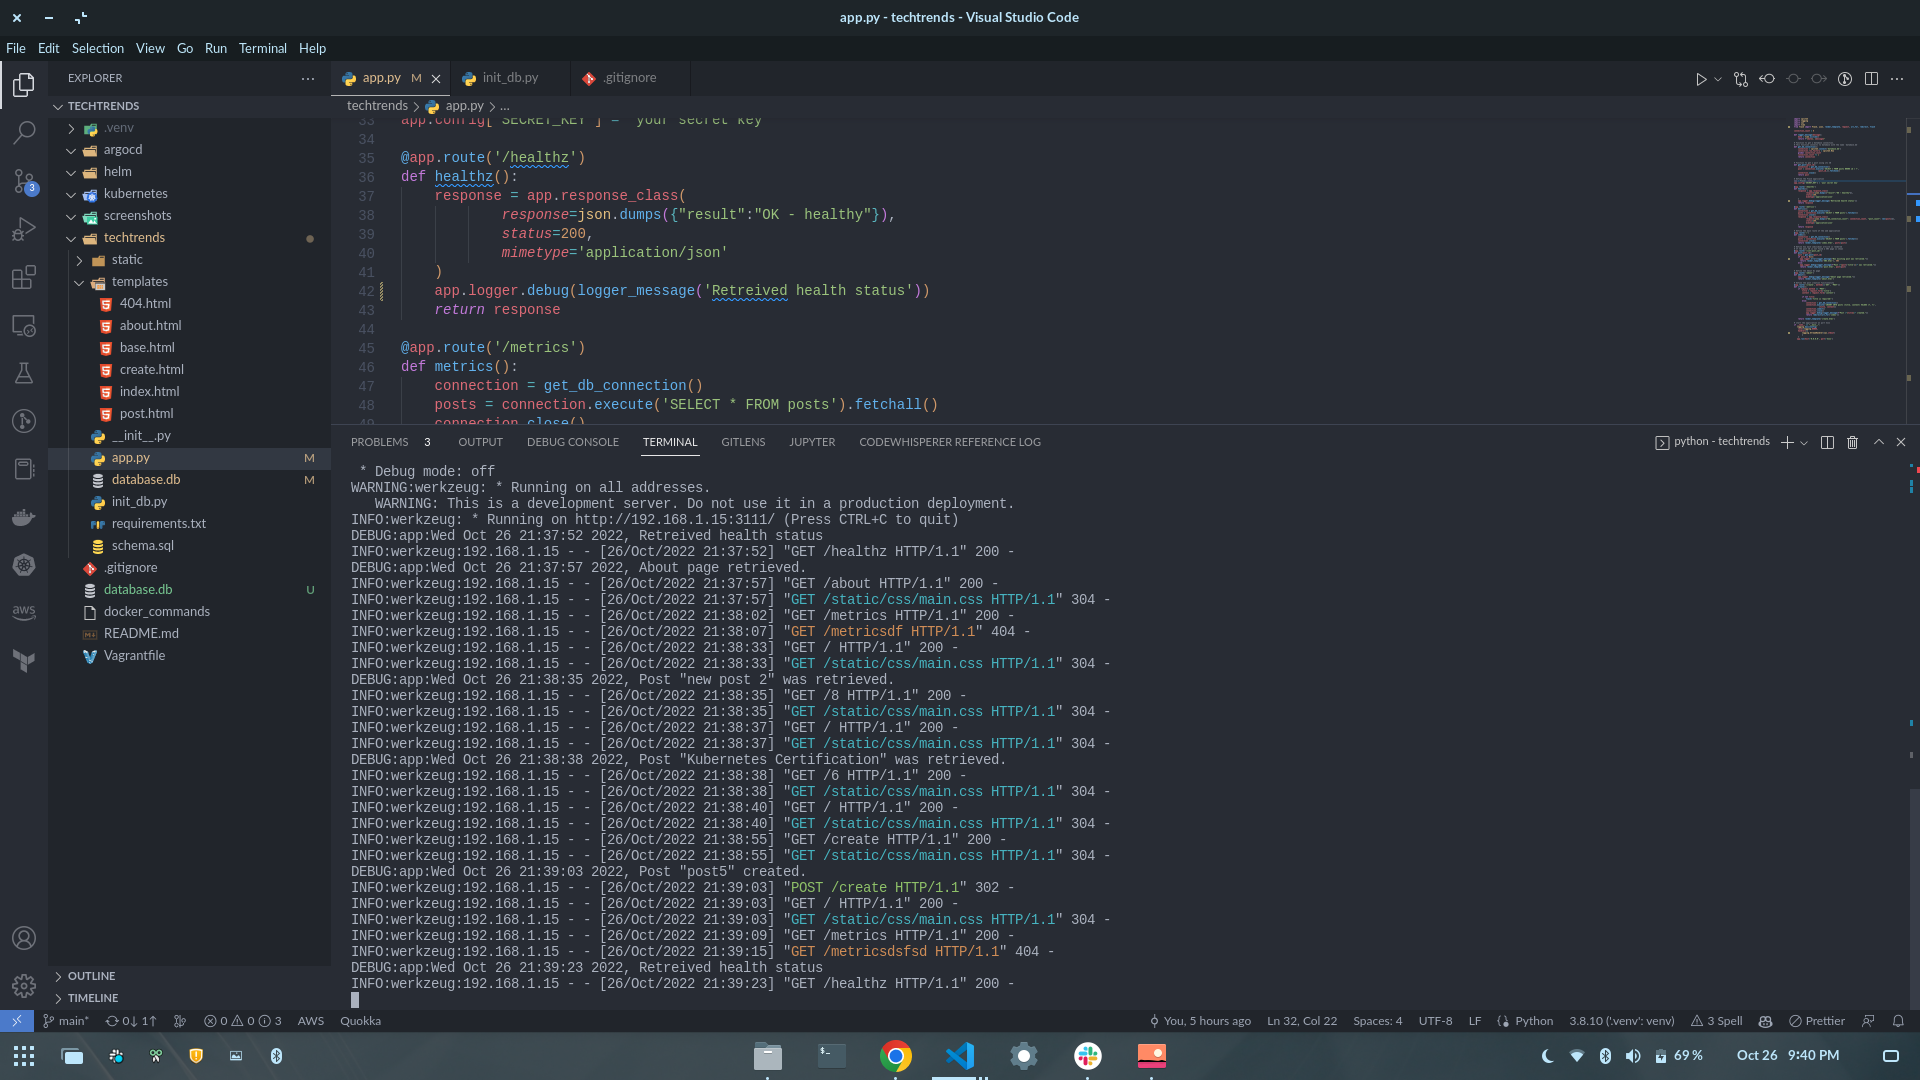 app.py - techtrends - Visual Studio Code
File Edit Selection View Go Run Terminal Help
EXPLORER
TECHTRENDS
.venv
argocd
helm
kubernetes
screenshots
techtrends
static
templates
404.html
about.html
base.html
create.html
index.html
post.html
__init__.py
app.py M
database.db M
init_db.py
requirements.txt
schema.sql
.gitignore
database.db U
docker_commands
README.md
Vagrantfile
OUTLINE
TIMELINE
3
aws
app.py M
init_db.py
.gitignore
techtrends > app.py > ...
33 app.config['SECRET_KEY'] = 'your secret key'
34
35 @app.route('/healthz')
36 def healthz():
37 response = app.response_class(
38 response=json.dumps({"result":"OK - healthy"}),
39 status=200,
40 mimetype='application/json'
41 )
42 app.logger.debug(logger_message('Retreived health status'))
43 return response
44
45 @app.route('/metrics')
46 def metrics():
47 connection = get_db_connection()
48 posts = connection.execute('SELECT * FROM posts').fetchall()
49 connection.close()
PROBLEMS 3 OUTPUT DEBUG CONSOLE TERMINAL GITLENS JUPYTER CODEWHISPERER REFERENCE LOG
python - techtrends
* Debug mode: off
WARNING:werkzeug: * Running on all addresses.
WARNING: This is a development server. Do not use it in a production deployment.
INFO:werkzeug: * Running on http://192.168.1.15:3111/ (Press CTRL+C to quit)
DEBUG:app:Wed Oct 26 21:37:52 2022, Retreived health status
INFO:werkzeug:192.168.1.15 - - [26/Oct/2022 21:37:52] "GET /healthz HTTP/1.1" 200 -
DEBUG:app:Wed Oct 26 21:37:57 2022, About page retrieved.
INFO:werkzeug:192.168.1.15 - - [26/Oct/2022 21:37:57] "GET /about HTTP/1.1" 200 -
INFO:werkzeug:192.168.1.15 - - [26/Oct/2022 21:37:57] "GET /static/css/main.css HTTP/1.1" 304 -
INFO:werkzeug:192.168.1.15 - - [26/Oct/2022 21:38:02] "GET /metrics HTTP/1.1" 200 -
INFO:werkzeug:192.168.1.15 - - [26/Oct/2022 21:38:07] "GET /metricsdf HTTP/1.1" 404 -
INFO:werkzeug:192.168.1.15 - - [26/Oct/2022 21:38:33] "GET / HTTP/1.1" 200 -
INFO:werkzeug:192.168.1.15 - - [26/Oct/2022 21:38:33] "GET /static/css/main.css HTTP/1.1" 304 -
DEBUG:app:Wed Oct 26 21:38:35 2022, Post "new post 2" was retrieved.
INFO:werkzeug:192.168.1.15 - - [26/Oct/2022 21:38:35] "GET /8 HTTP/1.1" 200 -
INFO:werkzeug:192.168.1.15 - - [26/Oct/2022 21:38:35] "GET /static/css/main.css HTTP/1.1" 304 -
INFO:werkzeug:192.168.1.15 - - [26/Oct/2022 21:38:37] "GET / HTTP/1.1" 200 -
INFO:werkzeug:192.168.1.15 - - [26/Oct/2022 21:38:37] "GET /static/css/main.css HTTP/1.1" 304 -
DEBUG:app:Wed Oct 26 21:38:38 2022, Post "Kubernetes Certification" was retrieved.
INFO:werkzeug:192.168.1.15 - - [26/Oct/2022 21:38:38] "GET /6 HTTP/1.1" 200 -
INFO:werkzeug:192.168.1.15 - - [26/Oct/2022 21:38:38] "GET /static/css/main.css HTTP/1.1" 304 -
INFO:werkzeug:192.168.1.15 - - [26/Oct/2022 21:38:40] "GET / HTTP/1.1" 200 -
INFO:werkzeug:192.168.1.15 - - [26/Oct/2022 21:38:40] "GET /static/css/main.css HTTP/1.1" 304 -
INFO:werkzeug:192.168.1.15 - - [26/Oct/2022 21:38:55] "GET /create HTTP/1.1" 200 -
INFO:werkzeug:192.168.1.15 - - [26/Oct/2022 21:38:55] "GET /static/css/main.css HTTP/1.1" 304 -
DEBUG:app:Wed Oct 26 21:39:03 2022, Post "post5" created.
INFO:werkzeug:192.168.1.15 - - [26/Oct/2022 21:39:03] "POST /create HTTP/1.1" 302 -
INFO:werkzeug:192.168.1.15 - - [26/Oct/2022 21:39:03] "GET / HTTP/1.1" 200 -
INFO:werkzeug:192.168.1.15 - - [26/Oct/2022 21:39:03] "GET /static/css/main.css HTTP/1.1" 304 -
INFO:werkzeug:192.168.1.15 - - [26/Oct/2022 21:39:09] "GET /metrics HTTP/1.1" 200 -
INFO:werkzeug:192.168.1.15 - - [26/Oct/2022 21:39:15] "GET /metricsdsfsd HTTP/1.1" 404 -
DEBUG:app:Wed Oct 26 21:39:23 2022, Retreived health status
INFO:werkzeug:192.168.1.15 - - [26/Oct/2022 21:39:23] "GET /healthz HTTP/1.1" 200 -
main* 0↓ 1↑ 0 0 3 AWS Quokka You, 5 hours ago Ln 32, Col 22 Spaces: 4 UTF-8 LF Python 3.8.10 ('.venv': venv) 3 Spell Prettier
69 % Oct 26 9:40 PM